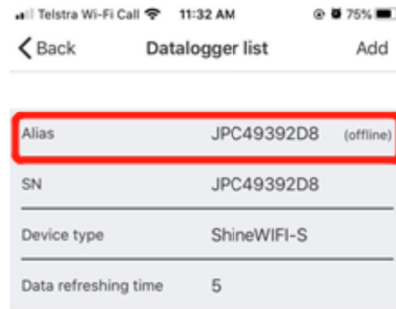 Telstra Wi-Fi Call 11:32 AM 75%
Back Datalogger list Add
Alias JPC49392D8 (offline)
SN JPC49392D8
Device type ShineWIFI-S
Data refreshing time 5